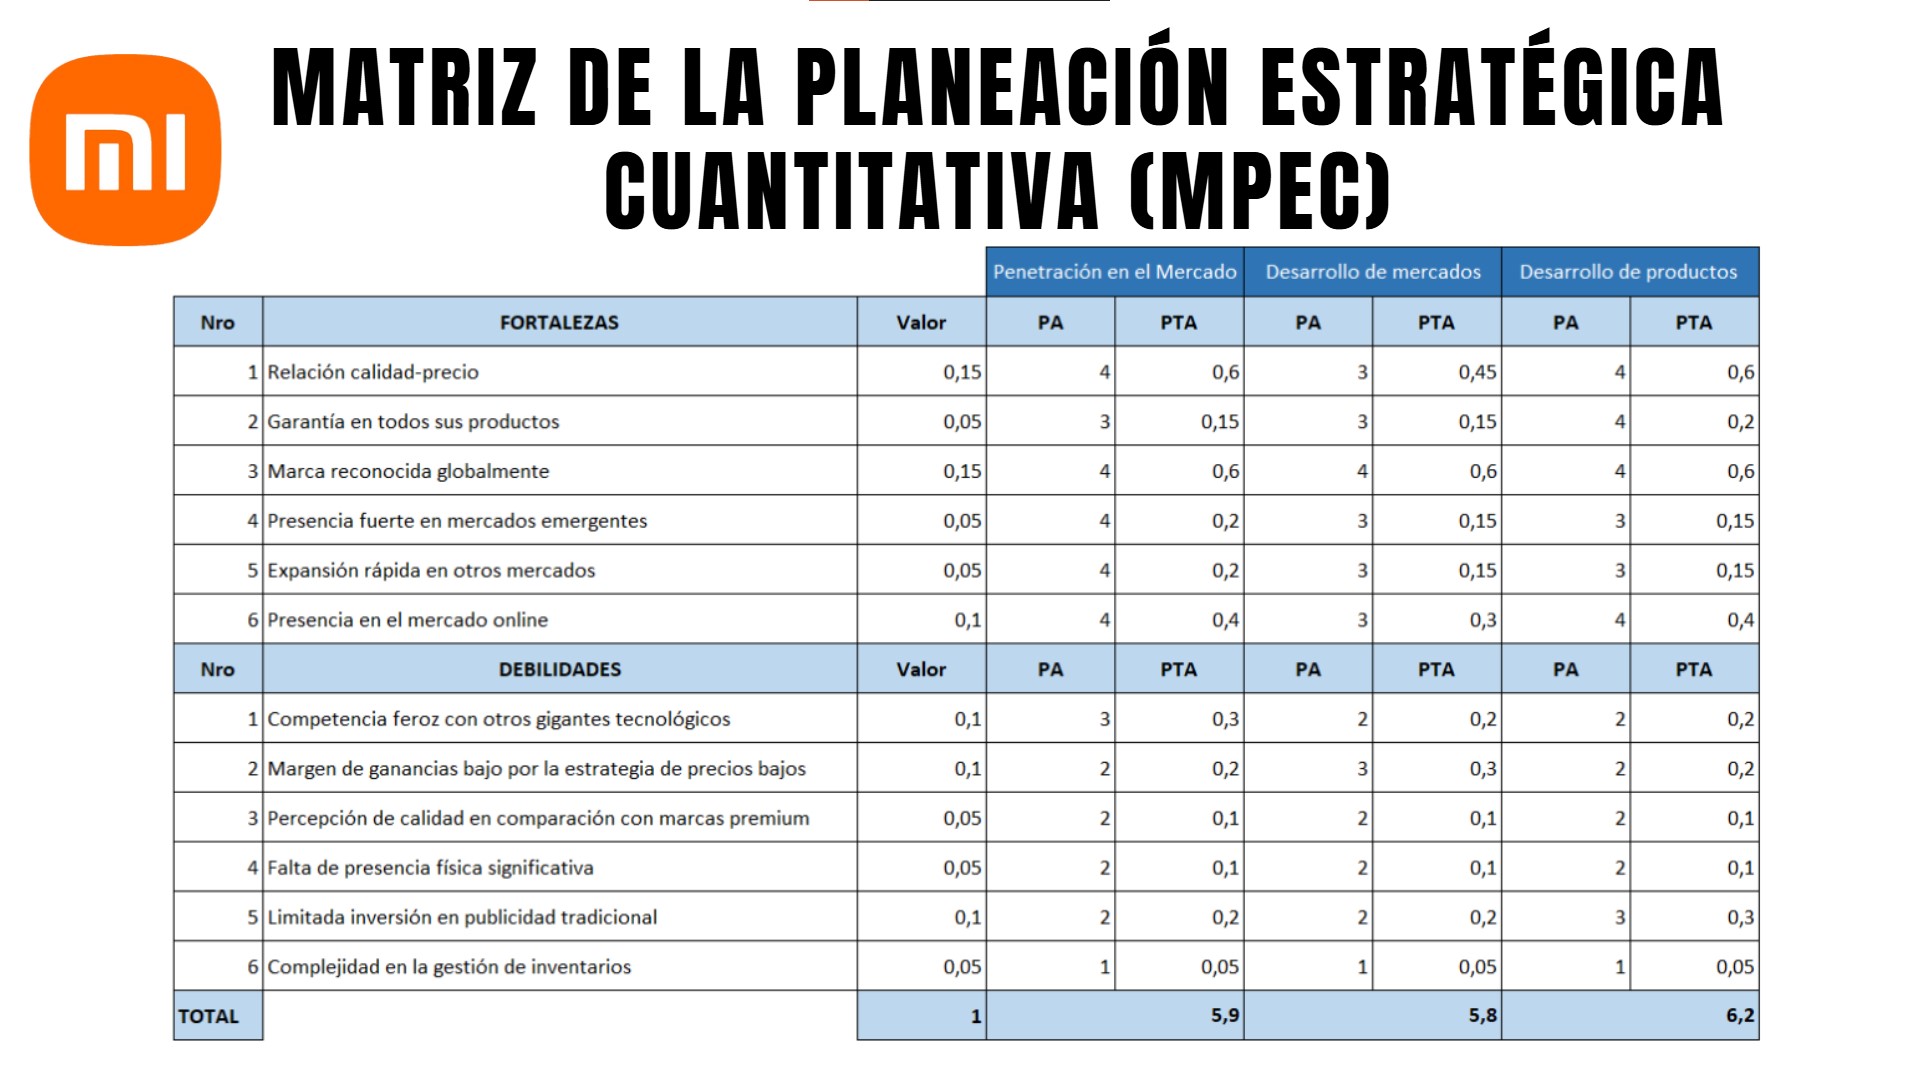 MI
MATRIZ DE LA PLANEACIÓN ESTRATÉGICA
CUANTITATIVA (MPEC)
Penetración en el Mercado Desarrollo de mercados Desarrollo de productos
Nro FORTALEZAS Valor PA PTA PA PTA PA PTA
1 Relación calidad-precio 0,15 4 0,6 3 0,45 4 0,6
2 Garantía en todos sus productos 0,05 3 0,15 3 0,15 4 0,2
3 Marca reconocida globalmente 0,15 4 0,6 4 0,6 4 0,6
4 Presencia fuerte en mercados emergentes 0,05 4 0,2 3 0,15 3 0,15
5 Expansión rápida en otros mercados 0,05 4 0,2 3 0,15 3 0,15
6 Presencia en el mercado online 0,1 4 0,4 3 0,3 4 0,4
Nro DEBILIDADES Valor PA PTA PA PTA PA PTA
1 Competencia feroz con otros gigantes tecnológicos 0,1 3 0,3 2 0,2 2 0,2
2 Margen de ganancias bajo por la estrategia de precios bajos 0,1 2 0,2 3 0,3 2 0,2
3 Percepción de calidad en comparación con marcas premium 0,05 2 0,1 2 0,1 2 0,1
4 Falta de presencia física significativa 0,05 2 0,1 2 0,1 2 0,1
5 Limitada inversión en publicidad tradicional 0,1 2 0,2 2 0,2 3 0,3
6 Complejidad en la gestión de inventarios 0,05 1 0,05 1 0,05 1 0,05
TOTAL 1 5,9 5,8 6,2